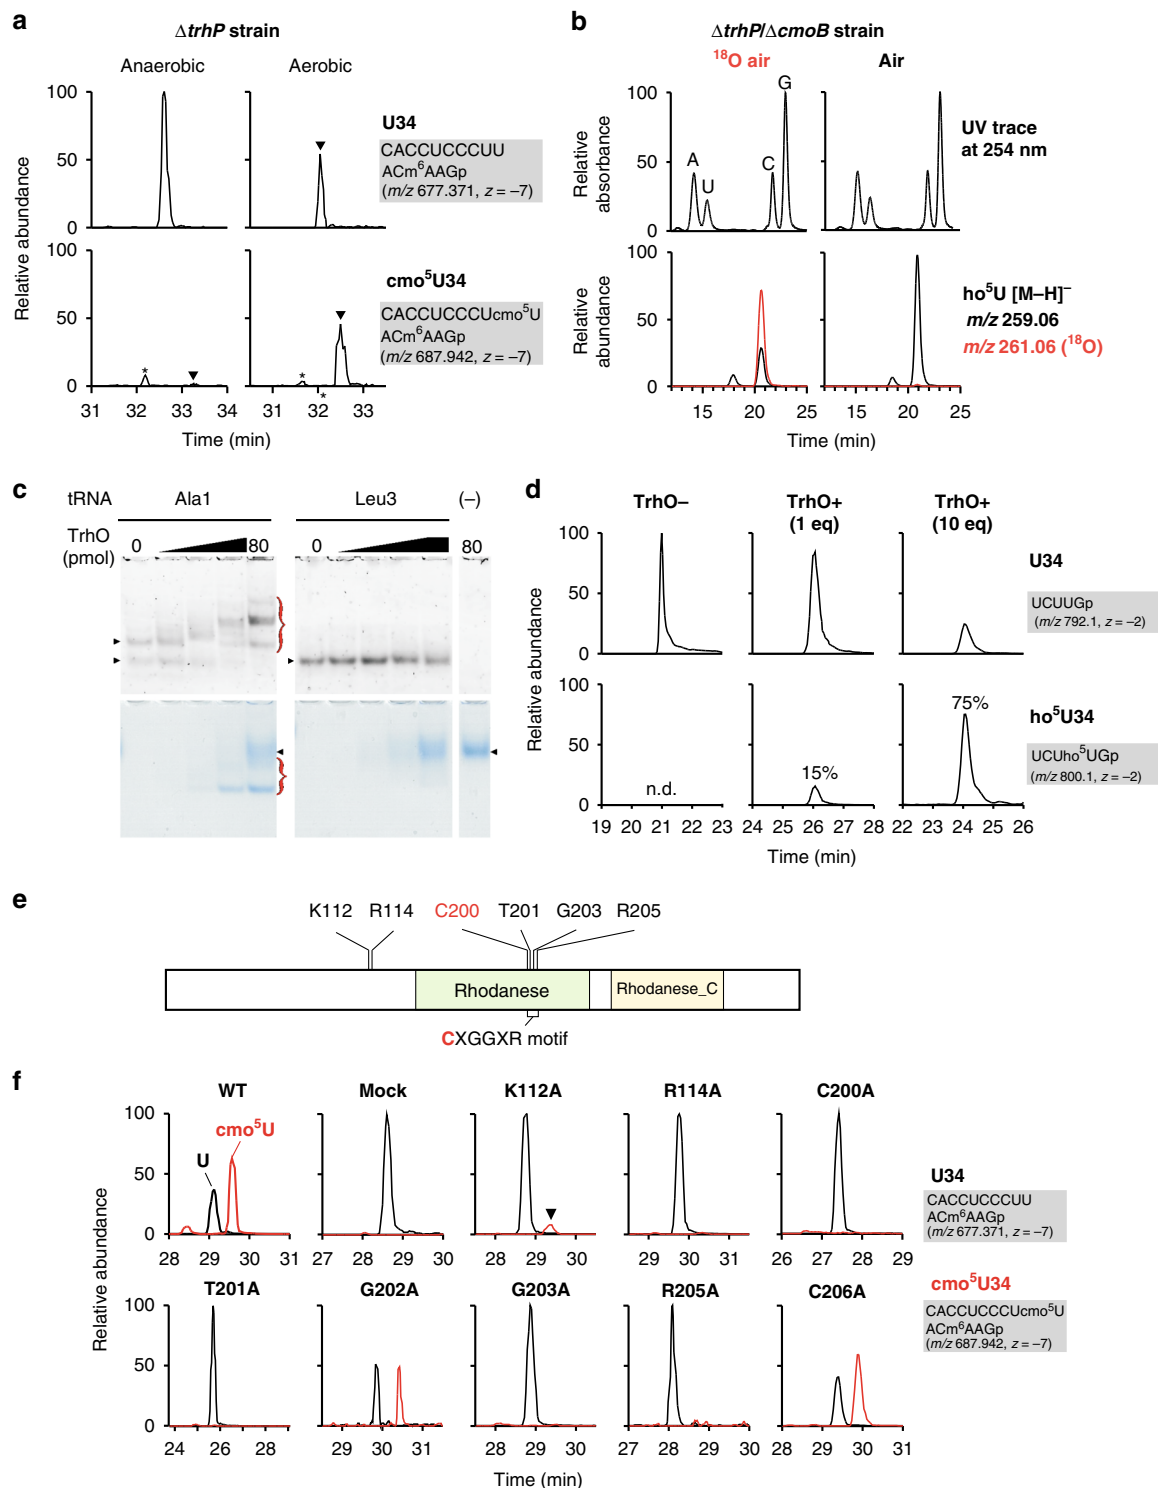 a
ΔtrhP strain
Anaerobic
Aerobic
Relative abundance
100
50
0
U34
CACCUCCCUU
ACm⁶AAGp
(m/z 677.371, z = –7)
100
50
0
*
*
*
cmo⁵U34
CACCUCCCUcmo⁵U
ACm⁶AAGp
(m/z 687.942, z = –7)
31 32 33 34
31 32 33
Time (min)
b
ΔtrhP/ΔcmoB strain
¹⁸O air
Air
Relative absorbance
100
50
0
A
U
C
G
UV trace
at 254 nm
Relative abundance
100
50
0
ho⁵U [M–H]⁻
m/z 259.06
m/z 261.06 (¹⁸O)
15 20 25
15 20 25
Time (min)
c
tRNA
Ala1
Leu3
(–)
TrhO
(pmol)
0
80
0
80
d
TrhO–
TrhO+
(1 eq)
TrhO+
(10 eq)
Relative abundance
100
50
0
U34
UCUUGp
(m/z 792.1, z = –2)
100
50
0
n.d.
15%
75%
ho⁵U34
UCUho⁵UGp
(m/z 800.1, z = –2)
19 20 21 22 23
24 25 26 27 28
22 23 24 25 26
Time (min)
e
K112 R114 C200 T201 G203 R205
Rhodanese
Rhodanese_C
CXGGXR motif
f
Relative abundance
WT
Mock
K112A
R114A
C200A
100
50
0
cmo⁵U
U
28 29 30 31
27 28 29 30
28 29 30
29 30 31
26 27 28 29
U34
CACCUCCCUU
ACm⁶AAGp
(m/z 677.371, z = –7)
T201A
G202A
G203A
R205A
C206A
100
50
0
cmo⁵U34
CACCUCCCUcmo⁵U
ACm⁶AAGp
(m/z 687.942, z = –7)
24 26 28
29 30 31
28 29 30
27 28 29 30
28 29 30 31
Time (min)